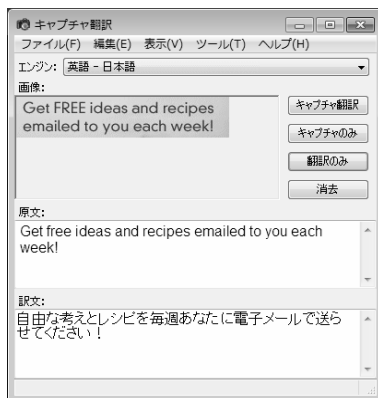 キャプチャ翻訳
ファイル(F) 編集(E) 表示(V) ツール(T) ヘルプ(H)
エンジン: 英語 - 日本語
画像:
Get FREE ideas and recipes
emailed to you each week!
キャプチャ翻訳
キャプチャのみ
翻訳のみ
消去
原文:
Get free ideas and recipes emailed to you each
week!
訳文:
自由な考えとレシピを毎週あなたに電子メールで送ら
せてください！